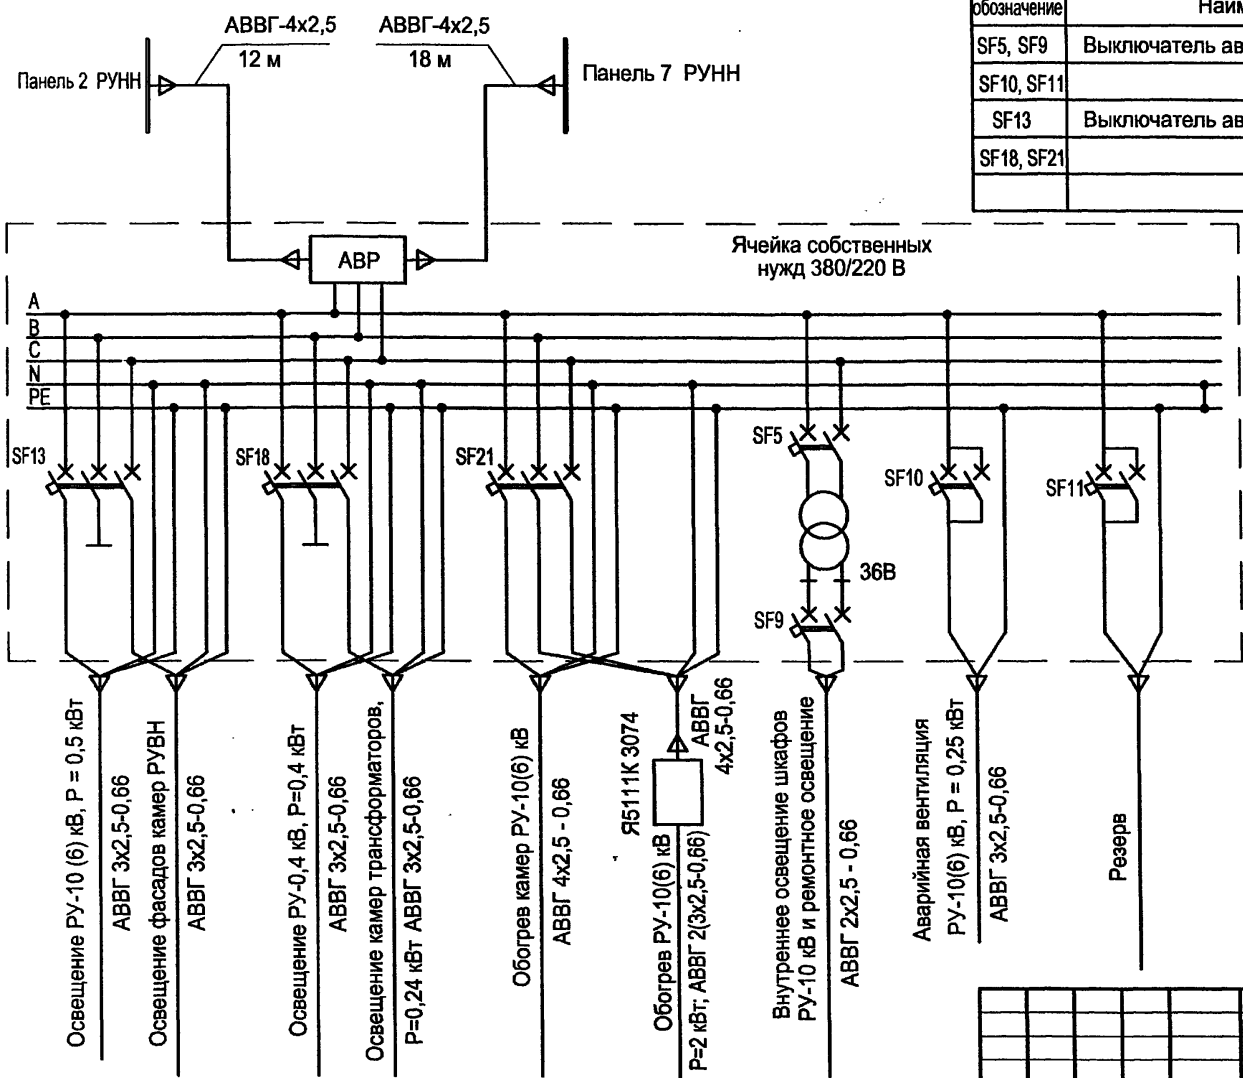 АВВГ-4х2,5
12 м
АВВГ-4х2,5
18 м
Панель 2 РУНН
Панель 7 РУНН
обозначение
Наим
SF5, SF9
Выключатель ав
SF10, SF11
SF13
Выключатель ав
SF18, SF21
Ячейка собственных
нужд 380/220 В
АВР
A
B
C
N
PE
SF13
SF18
SF21
SF5
SF10
SF11
36В
SF9
Освещение РУ-10 (6) кВ, Р = 0,5 кВт
АВВГ 3х2,5-0,66
Освещение фасадов камер РУВН
АВВГ 3х2,5-0,66
Освещение РУ-0,4 кВ, Р=0,4 кВт
АВВГ 3х2,5-0,66
Освещение камер трансформаторов,
Р=0,24 кВт АВВГ 3х2,5-0,66
Обогрев камер РУ-10(6) кВ
АВВГ 4х2,5 - 0,66
Я5111К 3074
АВВГ
4х2,5-0,66
Обогрев РУ-10(6) кВ
Р=2 кВт; АВВГ 2(3х2,5-0,66)
Внутреннее освещение шкафов
РУ-10 кВ и ремонтное освещение
АВВГ 2х2,5 - 0,66
Аварийная вентиляция
РУ-10(6) кВ, Р = 0,25 кВт
АВВГ 3х2,5-0,66
Резерв